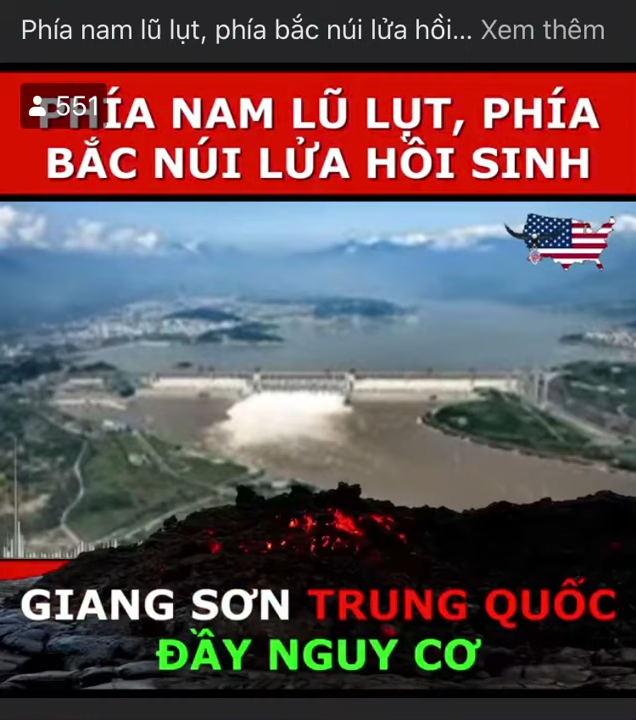 Phía nam lũ lụt, phía bắc núi lửa hồi... Xem thêm
551
PHÍA NAM LŨ LỤT, PHÍA
BẮC NÚI LỬA HỒI SINH
GIANG SƠN TRUNG QUỐC
ĐẦY NGUY CƠ